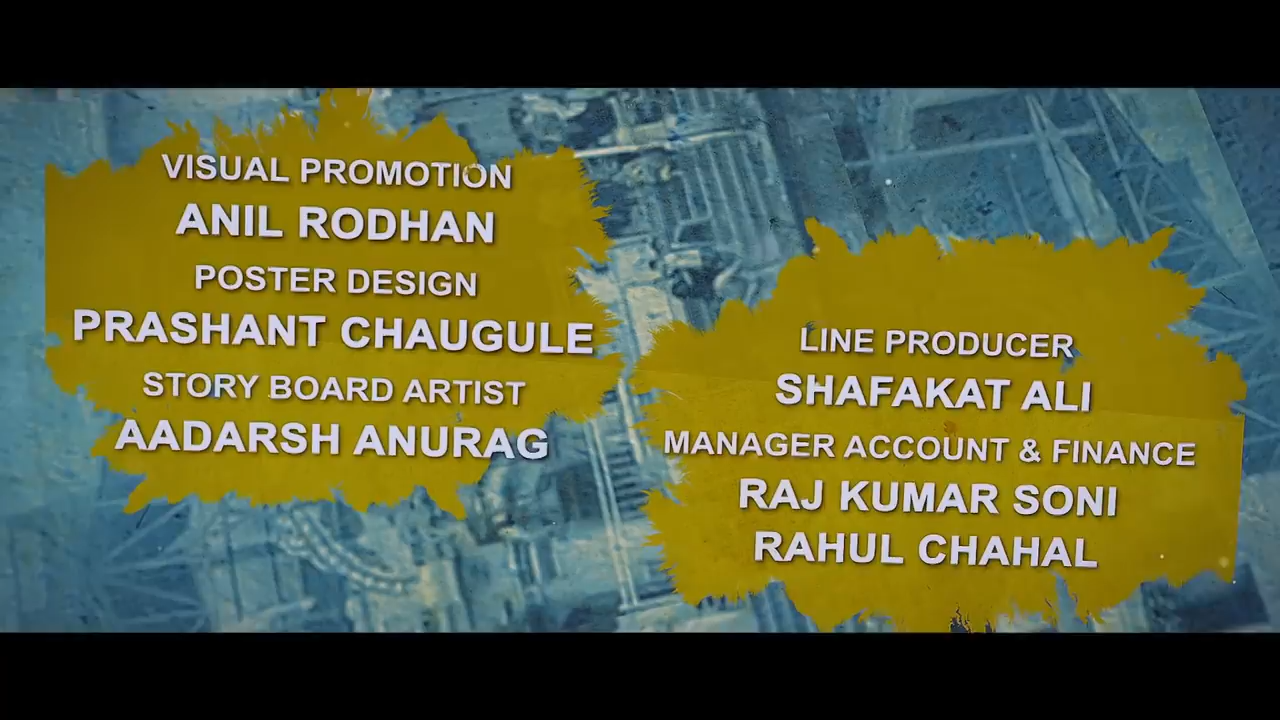 VISUAL PROMOTION
ANIL RODHAN
POSTER DESIGN
PRASHANT CHAUGULE
STORY BOARD ARTIST
AADARSH ANURAG
LINE PRODUCER
SHAFAKAT ALI
MANAGER ACCOUNT & FINANCE
RAJ KUMAR SONI
RAHUL CHAHAL